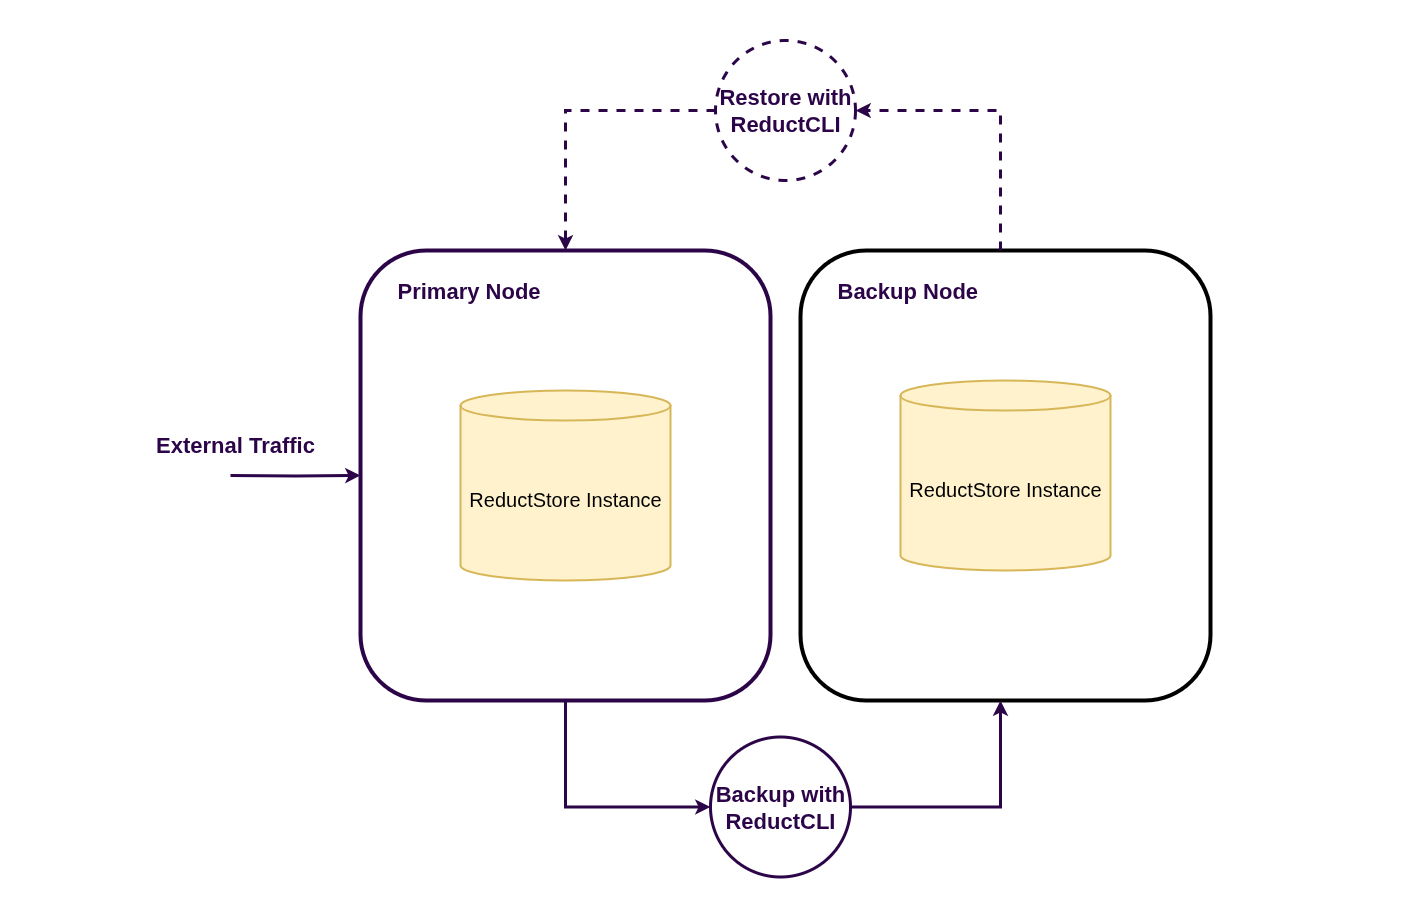 Restore with
ReductCLI
Primary Node
Backup Node
External Traffic
ReductStore Instance
ReductStore Instance
Backup with
ReductCLI